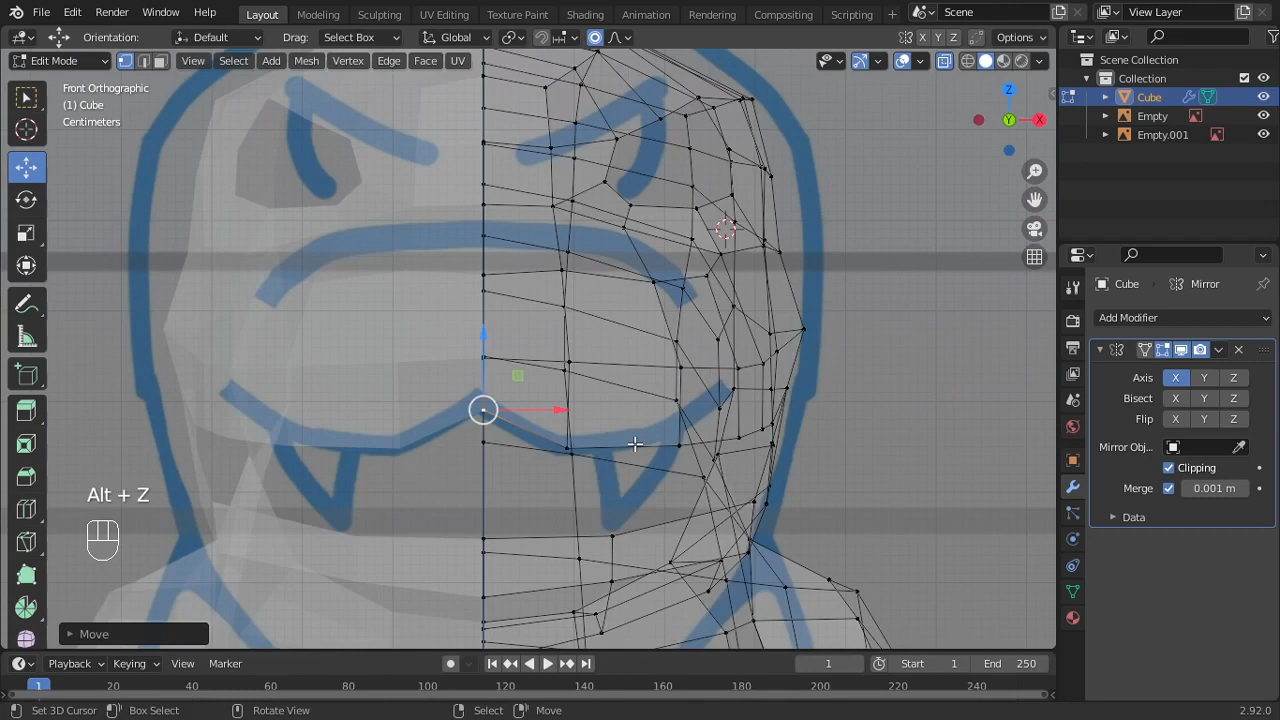 File Edit Render Window Help
Layout Modeling Sculpting UV Editing Texture Paint Shading Animation Rendering Compositing Scripting
Scene View Layer
Orientation: Default Drag: Select Box Global X Y Z Options
Edit Mode View Select Add Mesh Vertex Edge Face UV
Front Orthographic
(1) Cube
Centimeters
Z
Y
X
Scene Collection
Collection
Cube
Empty
Empty.001
Cube Mirror
Add Modifier
Axis X Y Z
Bisect X Y Z
Flip X Y Z
Mirror Obj...
Clipping
Merge 0.001 m
Data
Alt + Z
Move
Playback Keying View Marker 1 Start 1 End 250
1 20 40 60 80 100 120 140 160 180 200 220 240
Set 3D Cursor Box Select Rotate View Select Move 2.92.0